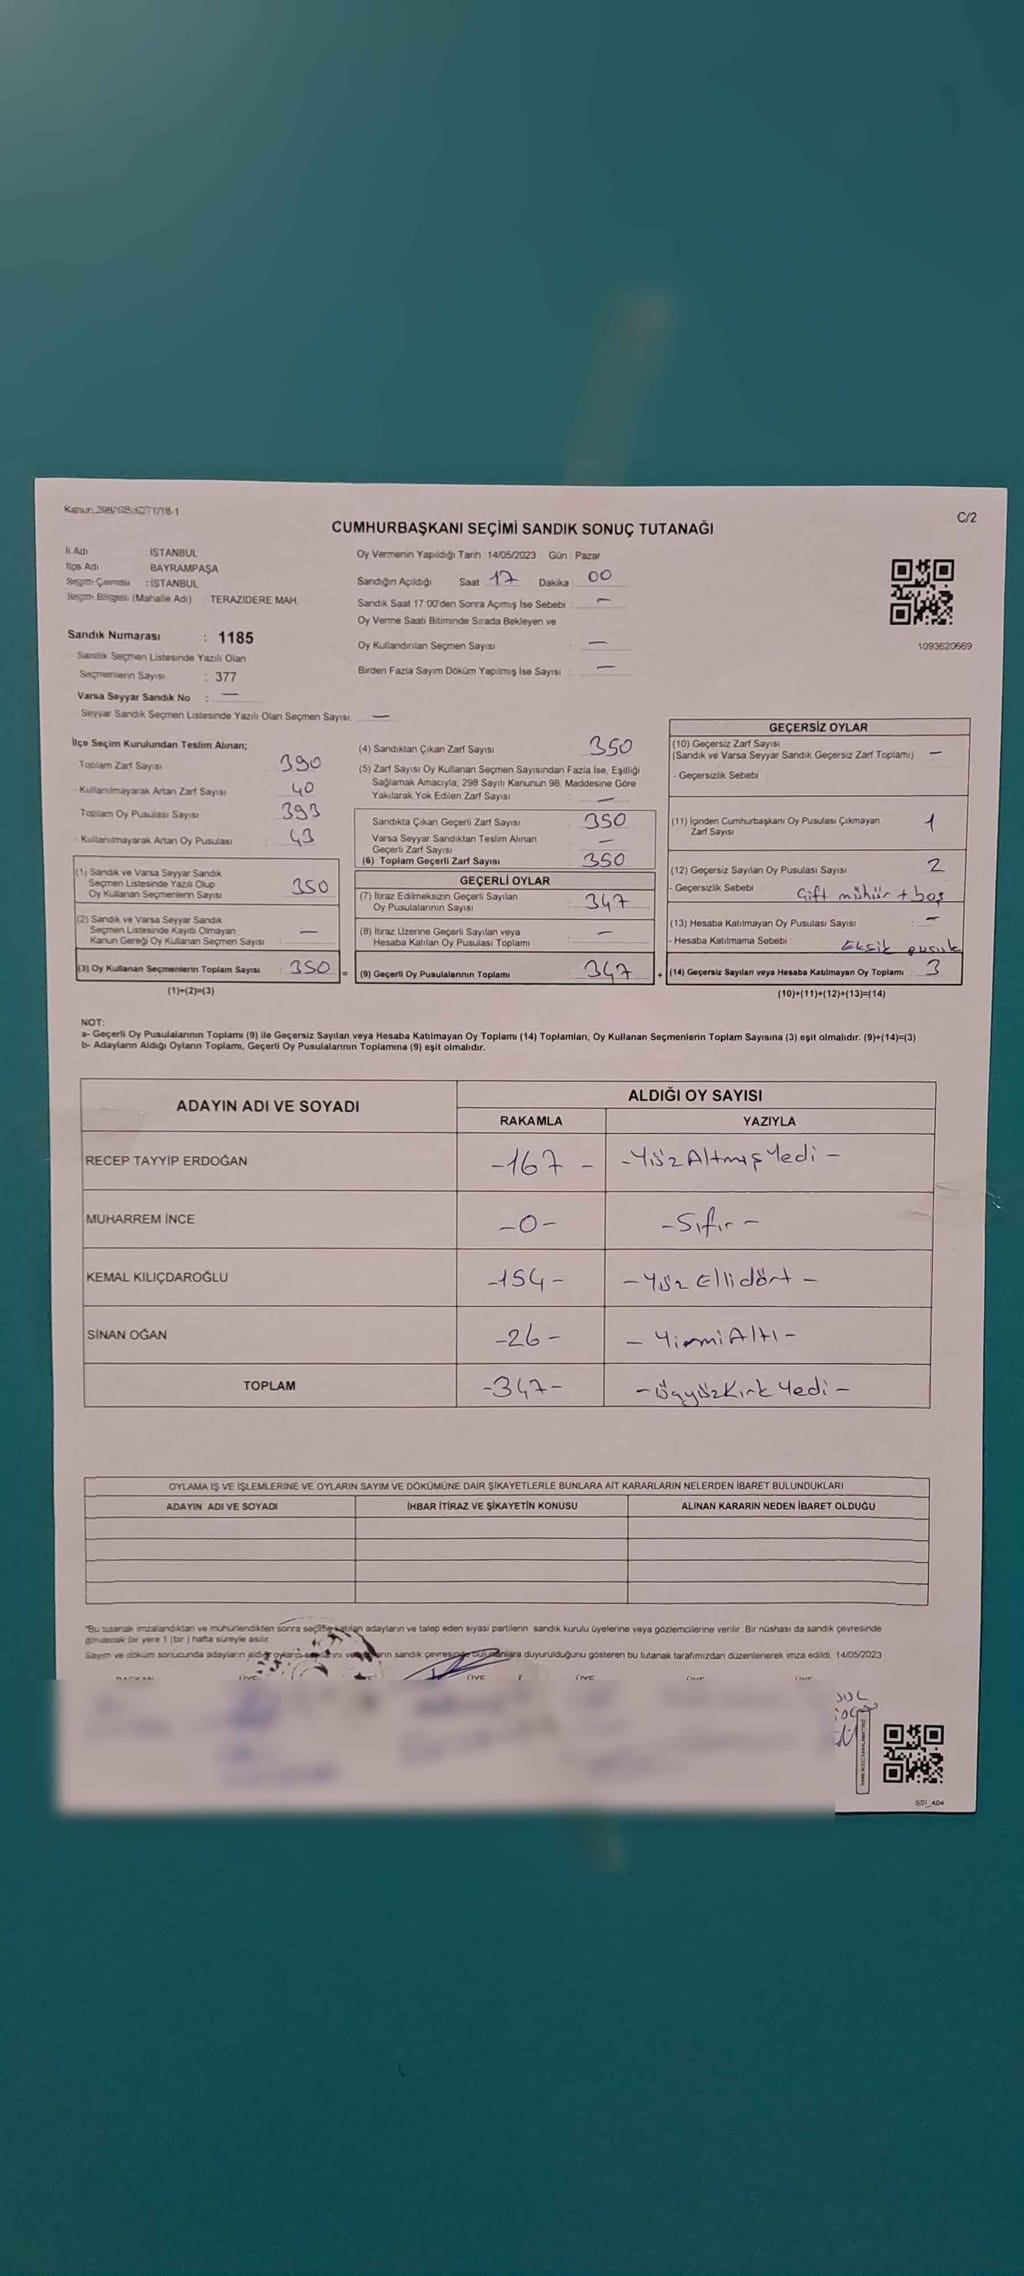 C/2
CUMHURBAŞKANI SEÇİMİ SANDIK SONUÇ TUTANAĞI
İl Adı İSTANBUL
İlçe Adı BAYRAMPAŞA
Seçim Çevresi : İSTANBUL
Seçim Bölgesi (Mahalle Adı) : TERAZİDERE MAH.
Sandık Numarası : 1185
Sandık Seçmen Listesinde Yazılı Olan
Seçmenlerin Sayısı : 377
Varsa Seyyar Sandık No : —
Seyyar Sandık Seçmen Listesinde Yazılı Olan Seçmen Sayısı : —
Oy Vermenin Yapıldığı Tarih : 14/05/2023 Gün : Pazar
Sandığın Açıldığı Saat 17 Dakika : 00
Sandık Saat 17:00'den Sonra Açımış İse Sebebi : —
Oy Verme Saati Bitiminde Sırada Bekleyen ve
Oy Kullandırılan Seçmen Sayısı : —
Birden Fazla Sayım Döküm Yapılmış İse Sayısı : —
1093620669
İlçe Seçim Kurulundan Teslim Alınan;
Toplam Zarf Sayısı : 390
- Kullanılmayarak Artan Zarf Sayısı : 40
- Toplam Oy Pusulası Sayısı : 393
- Kullanılmayarak Artan Oy Pusulası : 43
(1) Sandık ve Varsa Seyyar Sandık
Seçmen Listesinde Yazılı Olup
Oy Kullanan Seçmenlerin Sayısı : 350
(2) Sandık ve Varsa Seyyar Sandık
Seçmen Listesinde Kayıtlı Olmayan
Kanun Gereği Oy Kullanan Seçmen Sayısı : —
(3) Oy Kullanan Seçmenlerin Toplam Sayısı : 350 =
(1)+(2)=(3)
(4) Sandıktan Çıkan Zarf Sayısı : 350
(5) Zarf Sayısı Oy Kullanan Seçmen Sayısından Fazla İse, Eşitliği
Sağlamak Amacıyla; 298 Sayılı Kanunun 98. Maddesine Göre
Yakılarak Yok Edilen Zarf Sayısı : —
Sandıkta Çıkan Geçerli Zarf Sayısı : 350
Varsa Seyyar Sandıktan Teslim Alınan
Geçerli Zarf Sayısı : —
(6) Toplam Geçerli Zarf Sayısı : 350
GEÇERLİ OYLAR
(7) İtiraz Edilmeksizin Geçerli Sayılan
Oy Pusulalarının Sayısı : 347
(8) İtiraz Üzerine Geçerli Sayılan veya
Hesaba Katılan Oy Pusulası Toplamı : —
(9) Geçerli Oy Pusulalarının Toplamı : 347 +
GEÇERSİZ OYLAR
(10) Geçersiz Zarf Sayısı
(Sandık ve Varsa Seyyar Sandık Geçersiz Zarf Toplamı) —
- Geçersizlik Sebebi :
(11) İçinden Cumhurbaşkanı Oy Pusulası Çıkmayan
Zarf Sayısı 1
(12) Geçersiz Sayılan Oy Pusulası Sayısı : 2
- Geçersizlik Sebebi : Çift mühür + boş
(13) Hesaba Katılmayan Oy Pusulası Sayısı : —
- Hesaba Katılmama Sebebi : Eksik
(14) Geçersiz Sayılan veya Hesaba Katılmayan Oy Toplamı : 3
(10)+(11)+(12)+(13)=(14)
NOT:
a- Geçerli Oy Pusulalarının Toplamı (9) ile Geçersiz Sayılan veya Hesaba Katılmayan Oy Toplamı (14) Toplamları, Oy Kullanan Seçmenlerin Toplam Sayısına (3) eşit olmalıdır. (9)+(14)=(3)
b- Adayların Aldığı Oyların Toplamı, Geçerli Oy Pusulalarının Toplamına (9) eşit olmalıdır.
ADAYIN ADI VE SOYADI ALDIĞI OY SAYISI
RAKAMLA YAZIYLA
RECEP TAYYİP ERDOĞAN -167- -Yüz Altmış Yedi-
MUHARREM İNCE -0- -Sıfır-
KEMAL KILIÇDAROĞLU -154- -Yüz Ellidört-
SİNAN OĞAN -26- -Yirmi Altı-
TOPLAM -347- -Üçyüz Kırk Yedi-
OYLAMA İŞ VE İŞLEMLERİNE VE OYLARIN SAYIM VE DÖKÜMÜNE DAİR ŞİKAYETLERLE BUNLARA AİT KARARLARIN NELERDEN İBARET BULUNDUKLARI
ADAYIN ADI VE SOYADI İHBAR İTİRAZ VE ŞİKAYETİN KONUSU ALINAN KARARIN NEDEN İBARET OLDUĞU
"Bu tutanak imzalandıktan ve mühürlendikten sonra seçime katılan adayların ve talep eden siyasi partilerin sandık kurulu üyelerine veya gözlemcilerine verilir. Bir nüshası da sandık çevresinde
görülecek bir yere 1 (bir) hafta süreyle asılır.
Sayım ve döküm sonucunda adayların aldığı oyların sandık çevresinde duyurulduğunu gösteren bu tutanak tarafımızdan düzenlenerek imza edildi. 14/05/2023
SSI_404